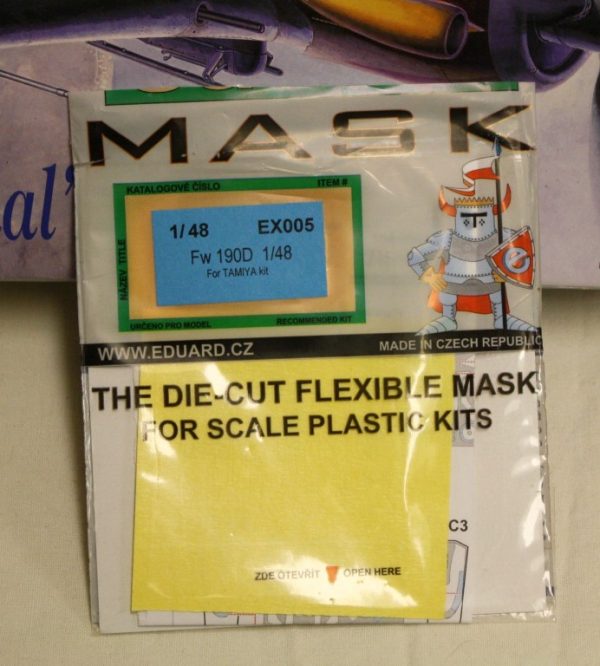 MASK
al'
KATALOGOVÉ ČÍSLO
ITEM #
NÁZEV TITLE
1/48 EX005
Fw 190D 1/48
For TAMIYA kit
URČENO PRO MODEL
RECOMMENDED KIT
e
WWW.EDUARD.CZ
MADE IN CZECH REPUBLIC
THE DIE-CUT FLEXIBLE MASK
FOR SCALE PLASTIC KITS
C3
ZDE OTEVŘÍT OPEN HERE